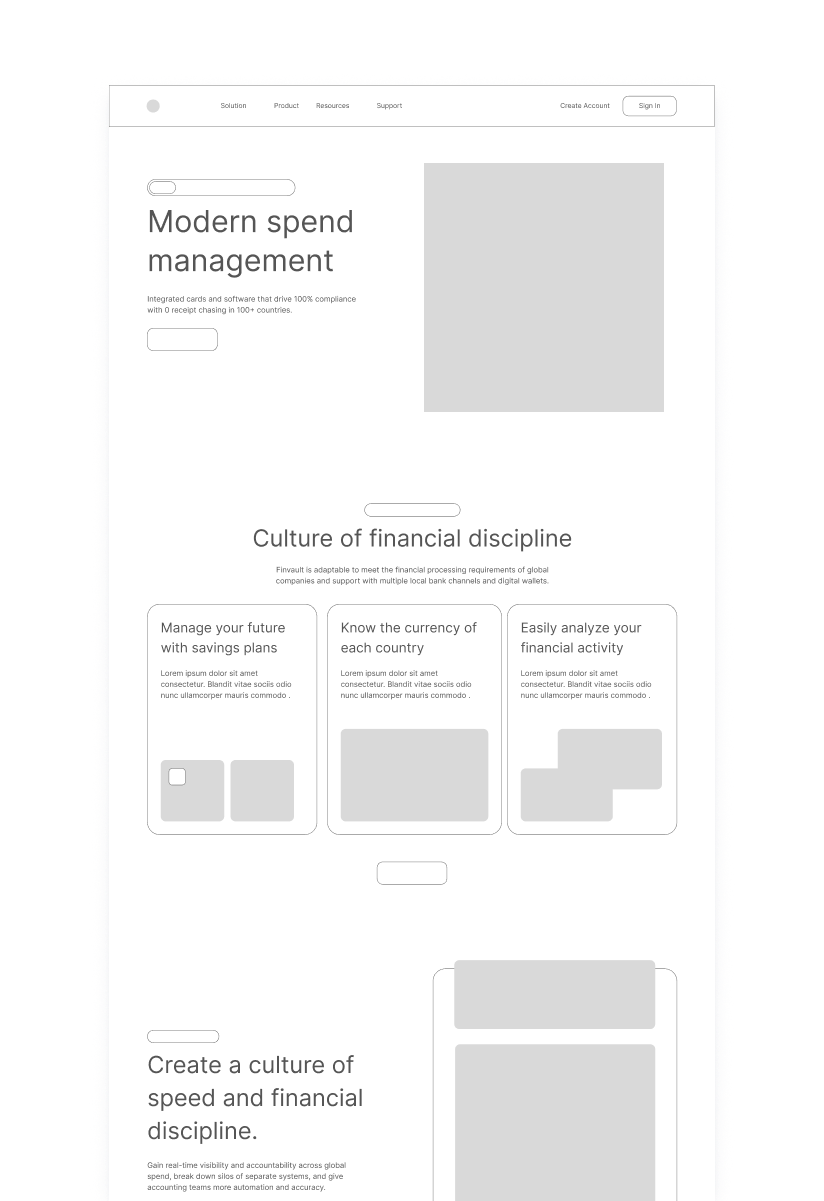 Solution Product Resources Support Create Account Sign In
Modern spend
management
Integrated cards and software that drive 100% compliance
with 0 receipt chasing in 100+ countries.
Culture of financial discipline
Finvault is adaptable to meet the financial processing requirements of global
companies and support with multiple local bank channels and digital wallets.
Manage your future
with savings plans
Lorem ipsum dolor sit amet
consectetur. Blandit vitae sociis odio
nunc ullamcorper mauris commodo .
Know the currency of
each country
Lorem ipsum dolor sit amet
consectetur. Blandit vitae sociis odio
nunc ullamcorper mauris commodo .
Easily analyze your
financial activity
Lorem ipsum dolor sit amet
consectetur. Blandit vitae sociis odio
nunc ullamcorper mauris commodo .
Create a culture of
speed and financial
discipline.
Gain real-time visibility and accountability across global
spend, break down silos of separate systems, and give
accounting teams more automation and accuracy.